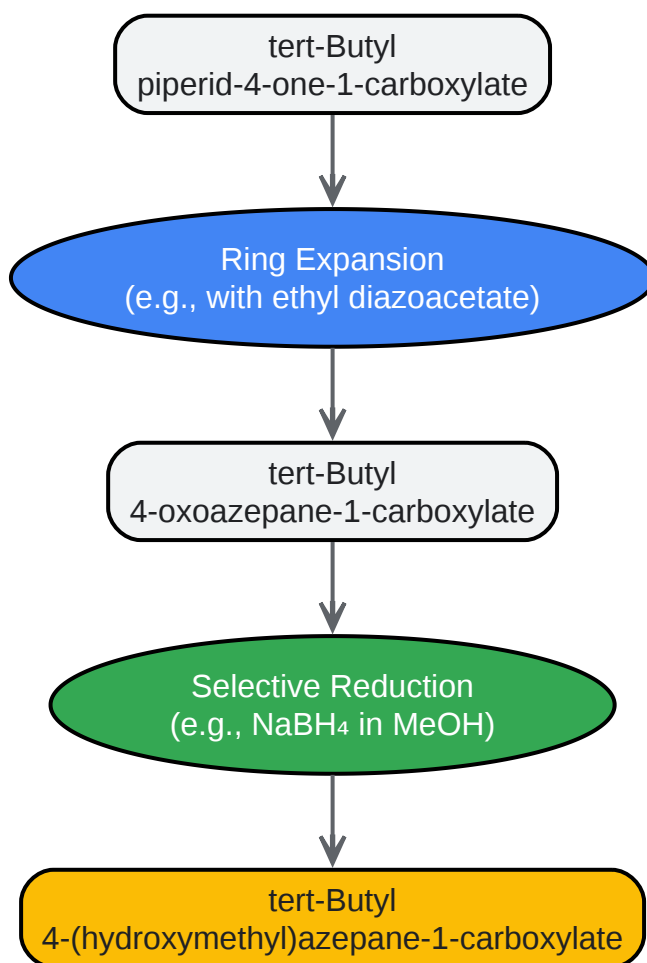 tert-Butyl
piperid-4-one-1-carboxylate
Ring Expansion
(e.g., with ethyl diazoacetate)
tert-Butyl
4-oxoazepane-1-carboxylate
Selective Reduction
(e.g., NaBH₄ in MeOH)
tert-Butyl
4-(hydroxymethyl)azepane-1-carboxylate